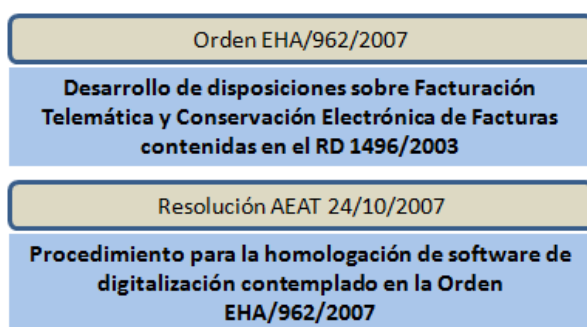 Orden EHA/962/2007
Desarrollo de disposiciones sobre Facturación
Telemática y Conservación Electrónica de Facturas
contenidas en el RD 1496/2003
Resolución AEAT 24/10/2007
Procedimiento para la homologación de software de
digitalización contemplado en la Orden
EHA/962/2007